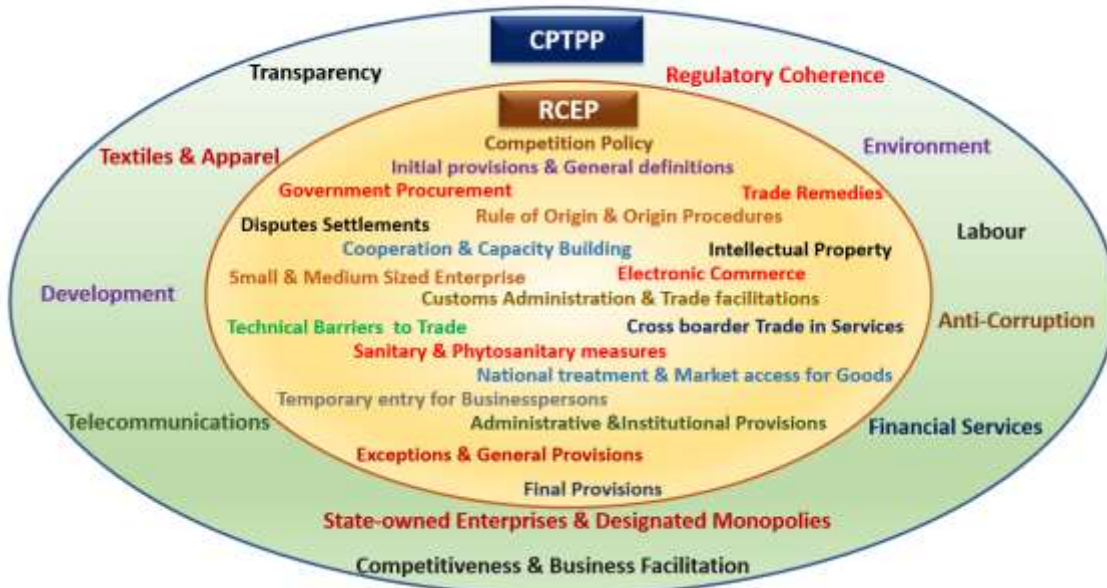 CPTPP
Transparency
Regulatory Coherence
RCEP
Competition Policy
Environment
Textiles & Apparel
Initial provisions & General definitions
Government Procurement
Trade Remedies
Rule of Origin & Origin Procedures
Disputes Settlements
Labour
Cooperation & Capacity Building
Intellectual Property
Small & Medium Sized Enterprise
Electronic Commerce
Development
Customs Administration & Trade facilitations
Technical Barriers to Trade
Cross boarder Trade in Services
Anti-Corruption
Sanitary & Phytosanitary measures
National treatment & Market access for Goods
Temporary entry for Businesspersons
Telecommunications
Administrative &Institutional Provisions
Financial Services
Exceptions & General Provisions
Final Provisions
State-owned Enterprises & Designated Monopolies
Competitiveness & Business Facilitation